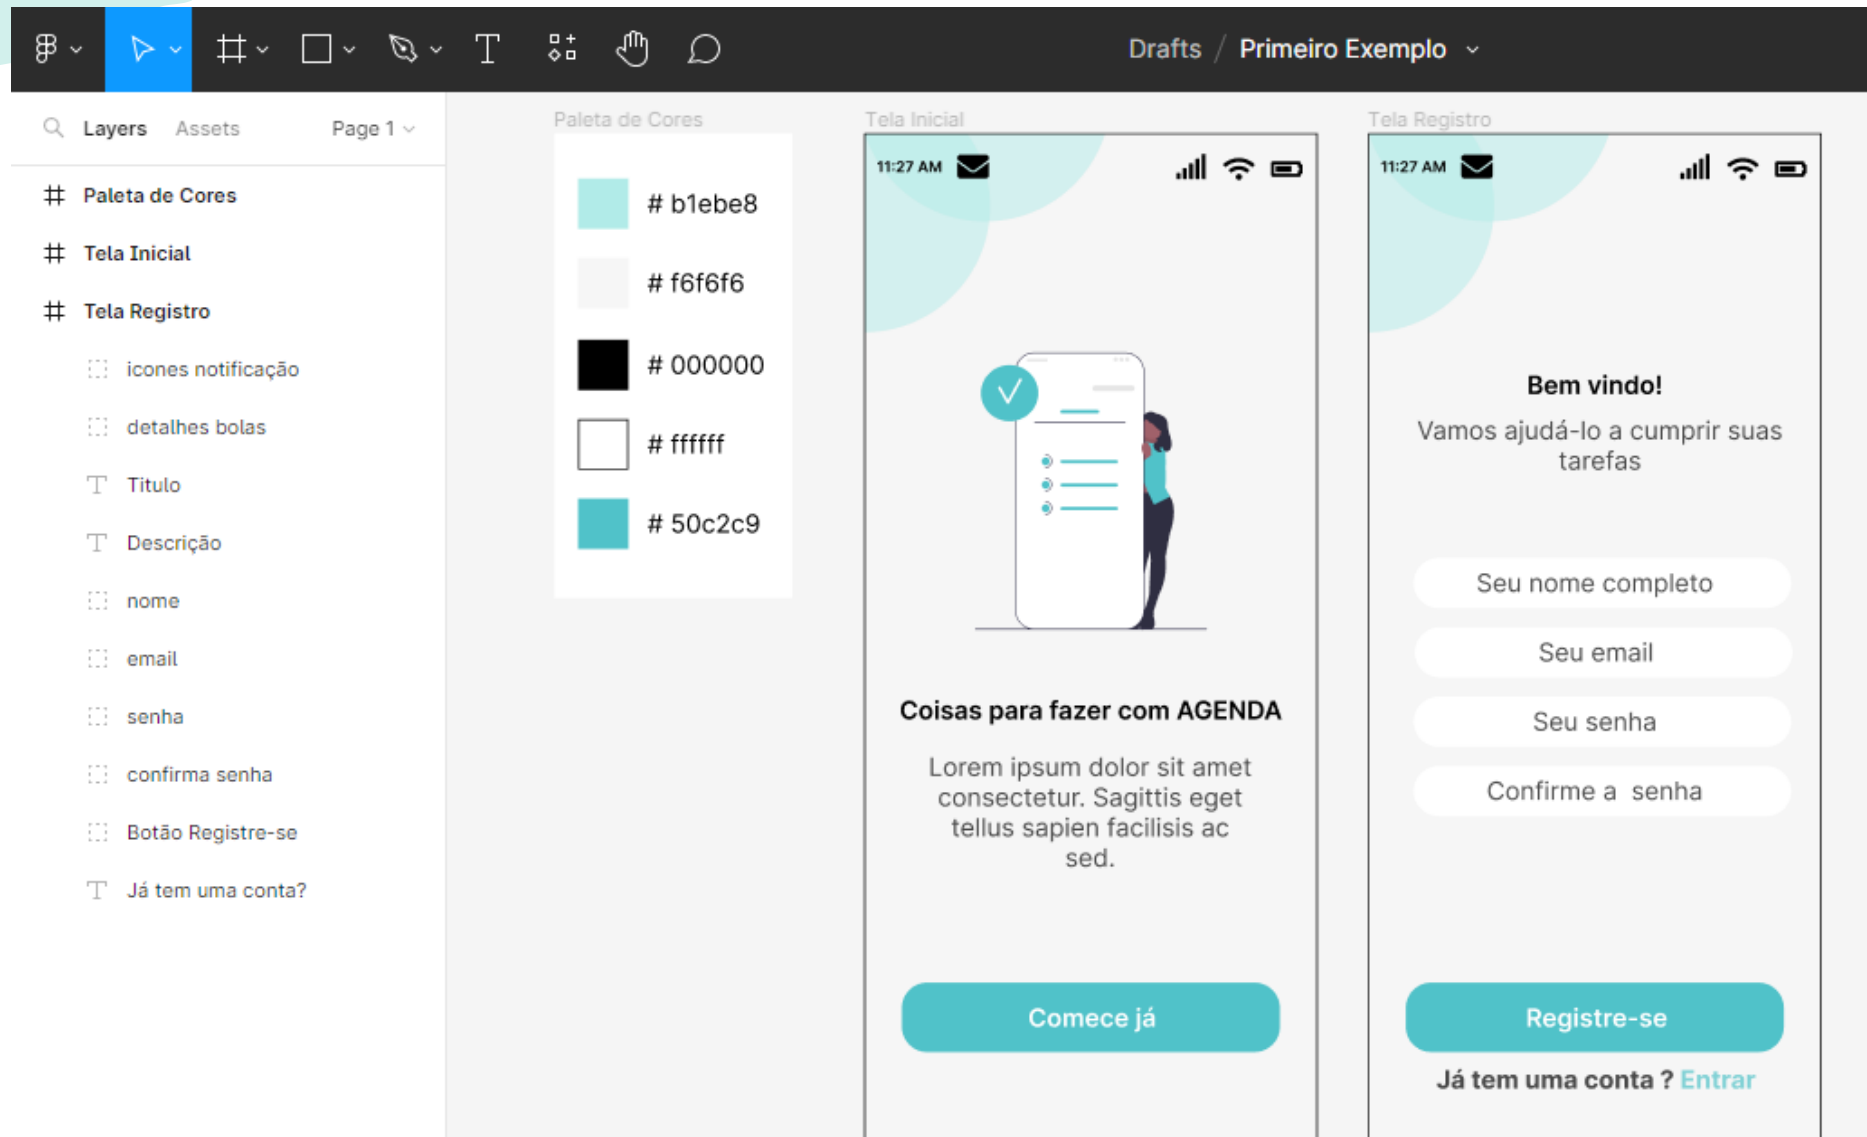 Drafts / Primeiro Exemplo
Layers Assets Page 1
Paleta de Cores
Tela Inicial
Tela Registro
icones notificação
detalhes bolas
Titulo
Descrição
nome
email
senha
confirma senha
Botão Registre-se
Já tem uma conta?
Paleta de Cores
# b1ebe8
# f6f6f6
# 000000
# ffffff
# 50c2c9
Tela Inicial
11:27 AM
Coisas para fazer com AGENDA
Lorem ipsum dolor sit amet
consectetur. Sagittis eget
tellus sapien facilisis ac
sed.
Comece já
Tela Registro
11:27 AM
Bem vindo!
Vamos ajudá-lo a cumprir suas
tarefas
Seu nome completo
Seu email
Seu senha
Confirme a  senha
Registre-se
Já tem uma conta ? Entrar